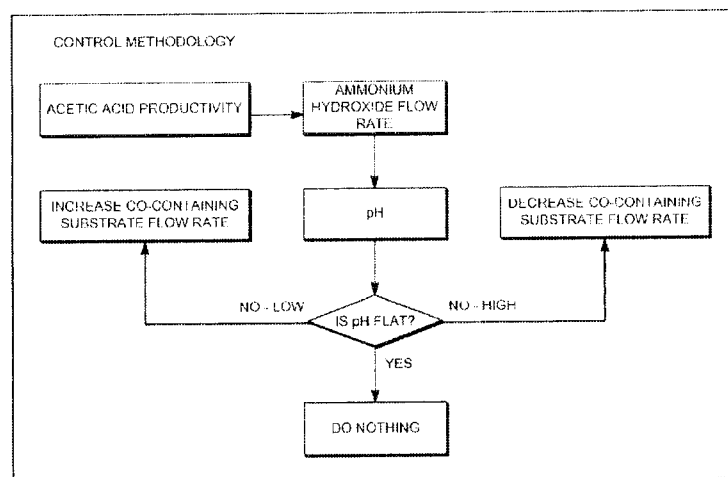 CONTROL METHODOLOGY
ACETIC ACID PRODUCTIVITY
AMMONIUM
HYDROXIDE FLOW
RATE
INCREASE CO-CONTAINING
SUBSTRATE FLOW RATE
pH
DECREASE CO-CONTAINING
SUBSTRATE FLOW RATE
NO - LOW
IS pH FLAT?
NO - HIGH
YES
DO NOTHING